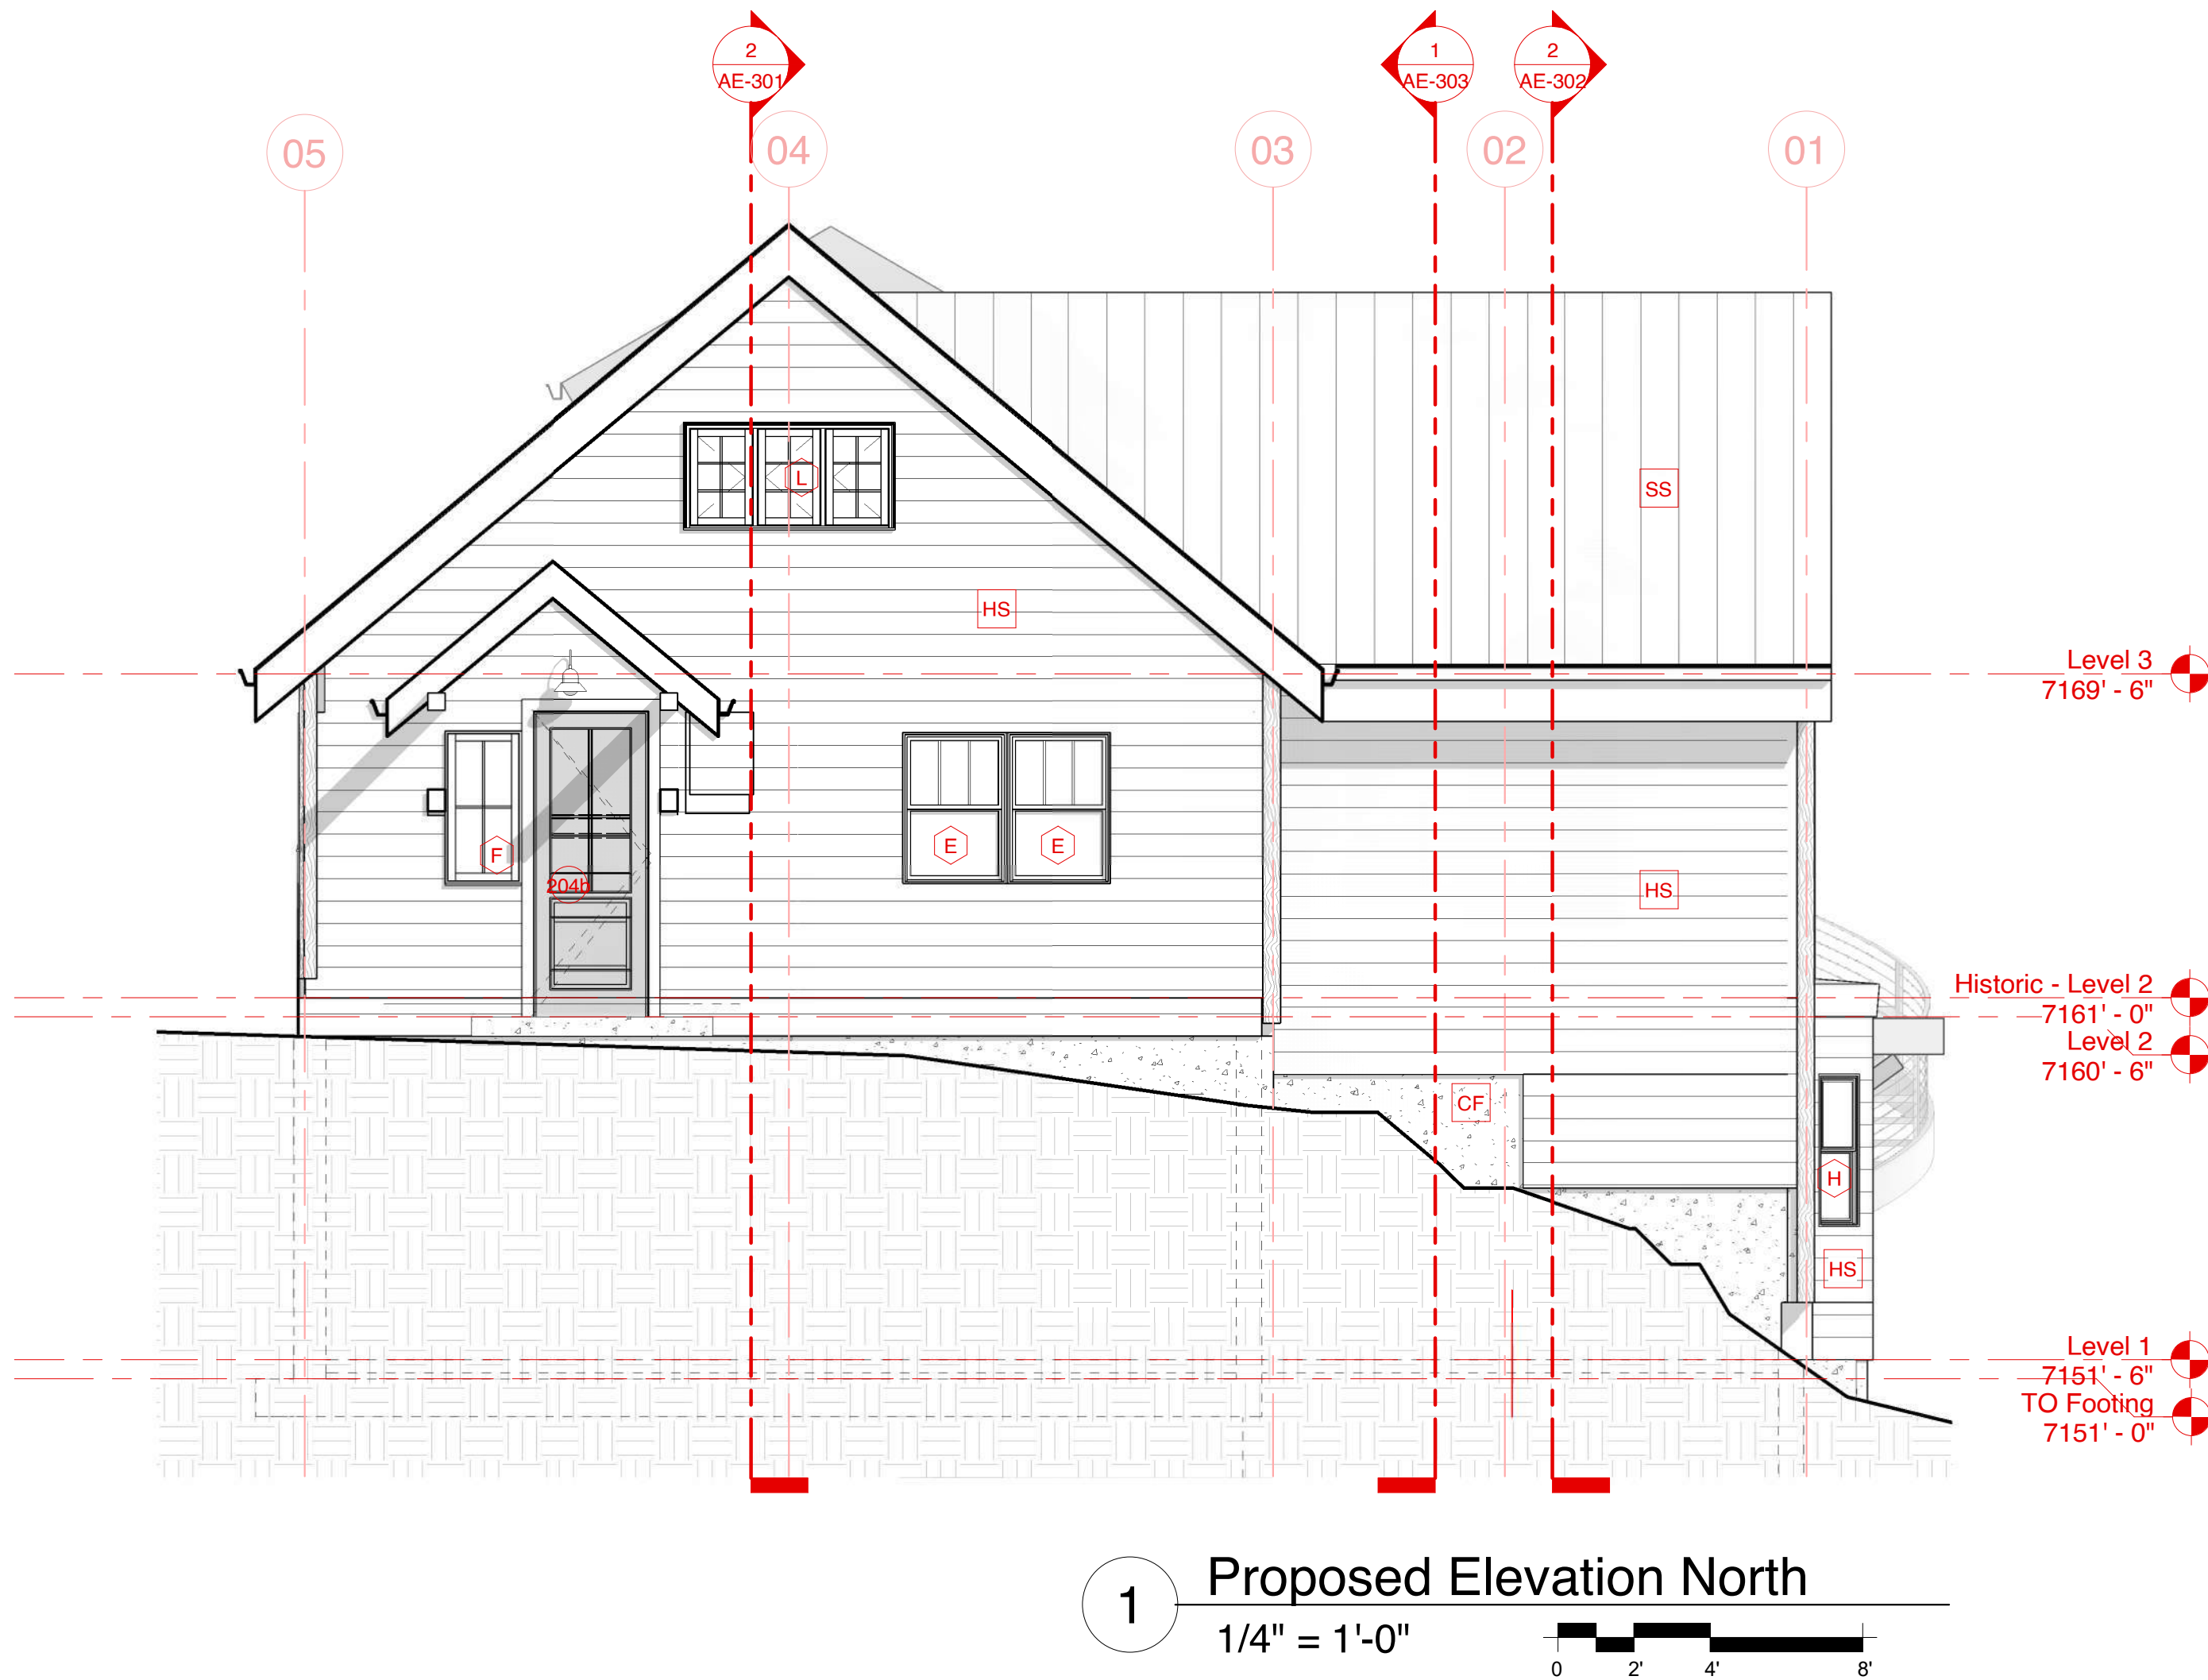 2
AE-301
1
AE-303
2
AE-302
05
04
03
02
01
L
SS
HS
Level 3
7169' - 6"
F
204b
E
E
HS
Historic - Level 2
7161' - 0"
Level 2
7160' - 6"
CF
H
HS
Level 1
7151' - 6"
TO Footing
7151' - 0"
1
Proposed Elevation North
1/4" = 1'-0"
0 2' 4' 8'